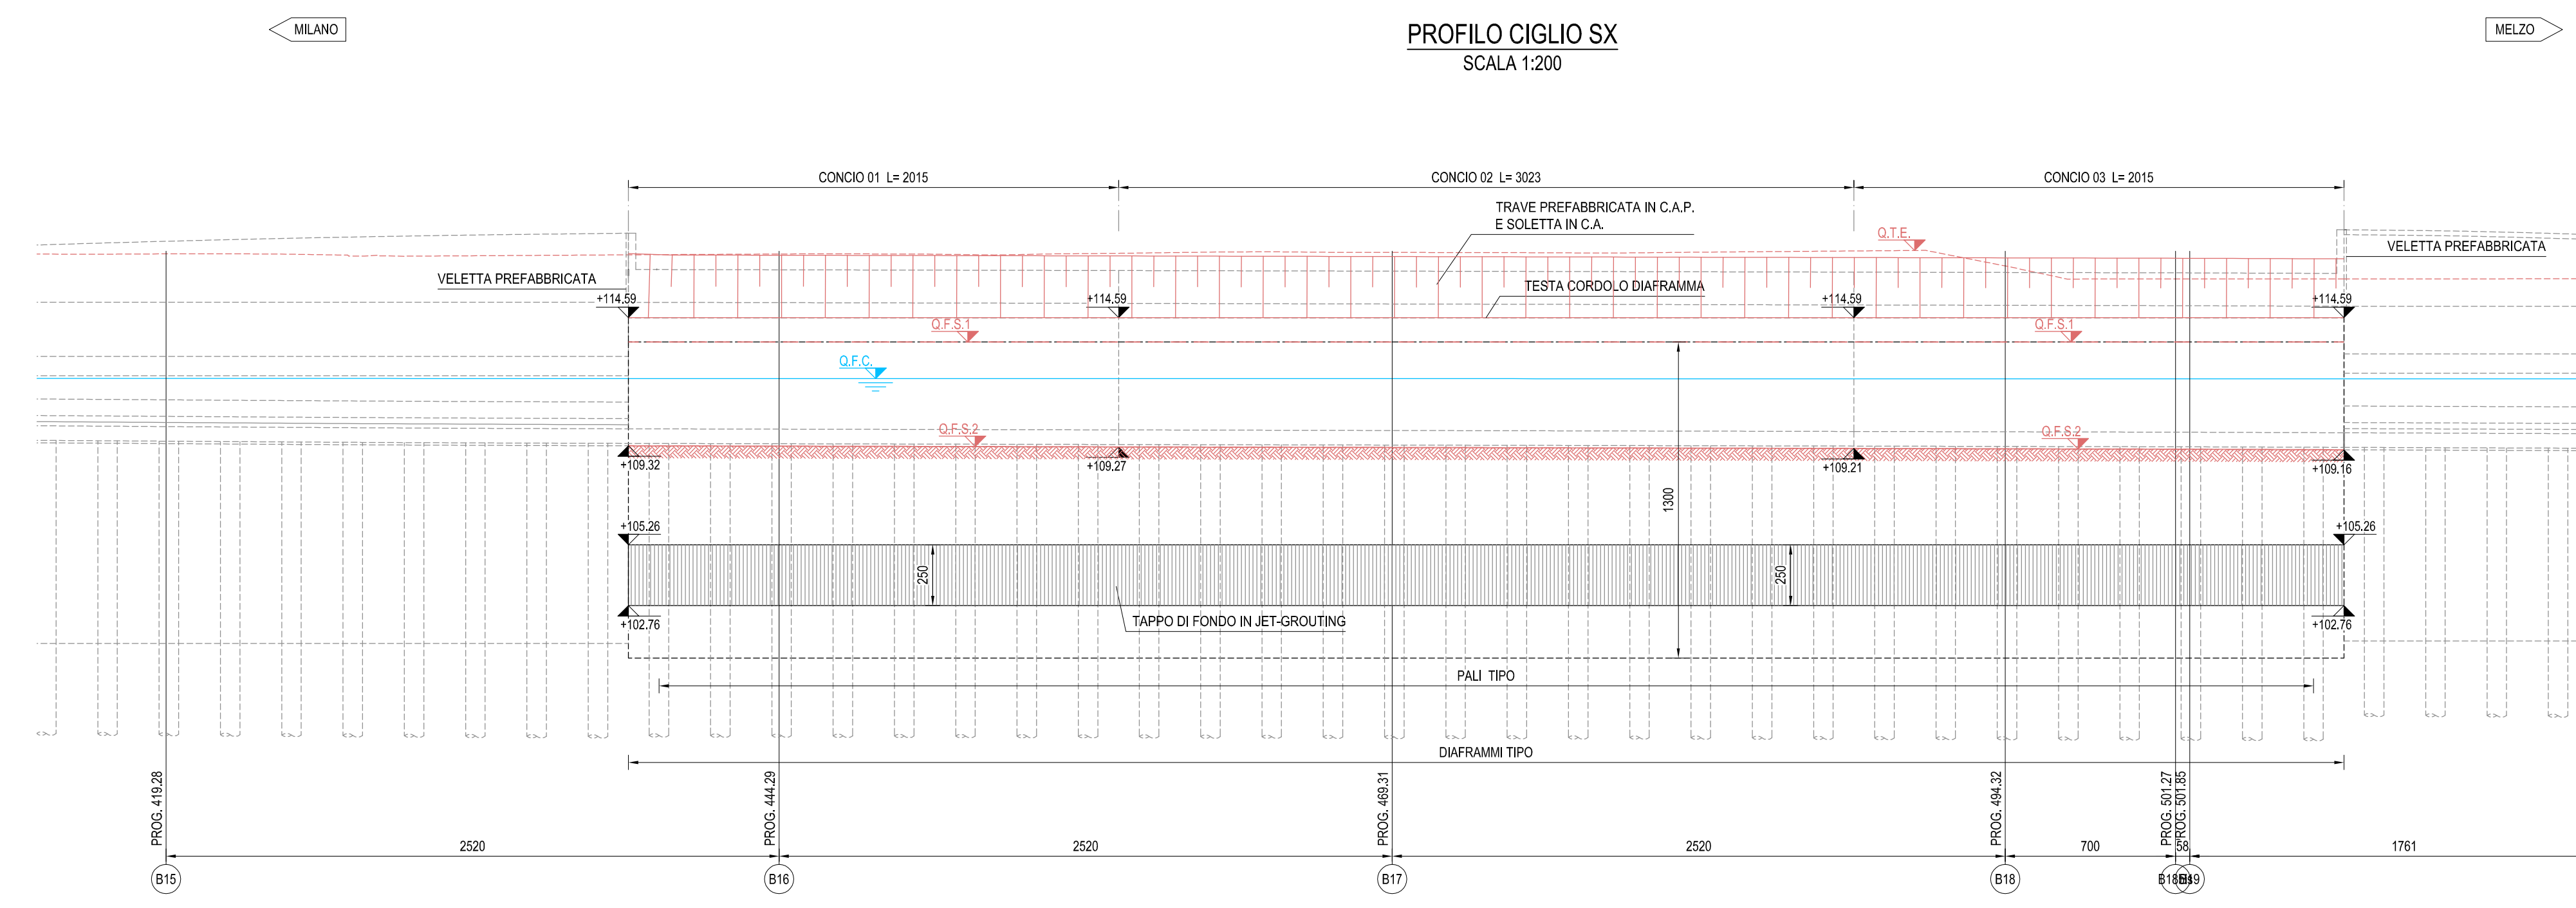 MILANO
PROFILO CIGLIO SX
SCALA 1:200
MELZO
CONCIO 01 L= 2015
CONCIO 02 L= 3023
CONCIO 03 L= 2015
TRAVE PREFABBRICATA IN C.A.P.
E SOLETTA IN C.A.
Q.T.E.
VELETTA PREFABBRICATA
VELETTA PREFABBRICATA
TESTA CORDOLO DIAFRAMMA
+114.59
+114.59
+114.59
+114.59
Q.F.S.1
Q.F.S.1
Q.F.C.
Q.F.S.2
Q.F.S.2
+109.32
+109.27
+109.21
+109.16
1300
+105.26
+105.26
250
250
+102.76
+102.76
TAPPO DI FONDO IN JET-GROUTING
PALI TIPO
DIAFRAMMI TIPO
PROG. 419.28
PROG. 444.29
PROG. 469.31
PROG. 494.32
PROG. 501.27
PROG. 501.85
2520
2520
2520
700
58
1761
B15
B16
B17
B18
B19